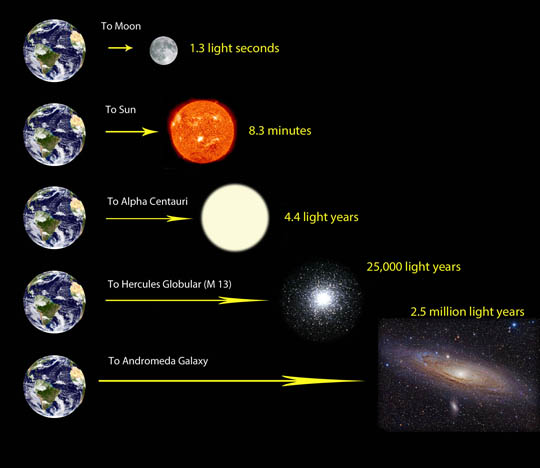 To Moon
1.3 light seconds
To Sun
8.3 minutes
To Alpha Centauri
4.4 light years
To Hercules Globular (M 13)
25,000 light years
To Andromeda Galaxy
2.5 million light years